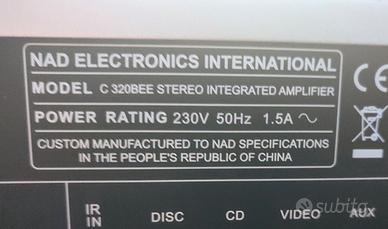 NAD ELECTRONICS INTERNATIONAL
MODEL C 320BEE STEREO INTEGRATED AMPLIFIER
POWER RATING 230V 50Hz 1.5A ~
CUSTOM MANUFACTURED TO NAD SPECIFICATIONS
IN THE PEOPLE'S REPUBLIC OF CHINA
CE
IR
IN
DISC
CD
VIDEO
AUX
subito